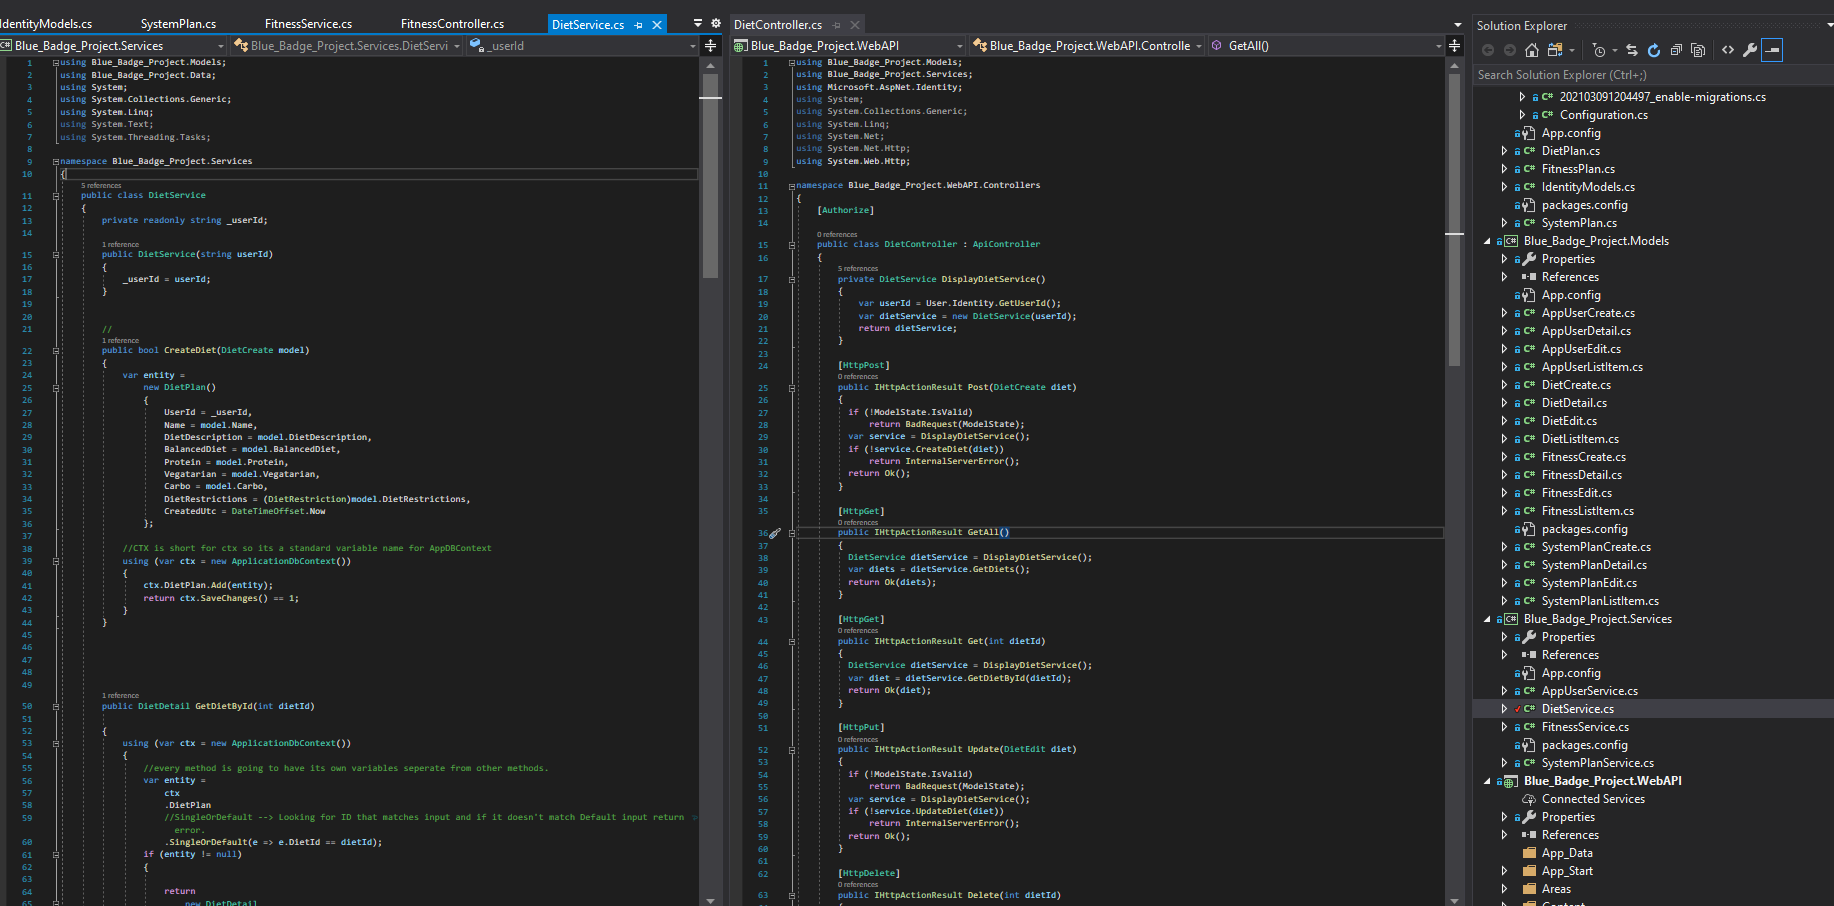 IdentityModels.cs SystemPlan.cs FitnessService.cs FitnessController.cs DietService.cs
C# Blue_Badge_Project.Services Blue_Badge_Project.Services.DietServi _userId
1 using Blue_Badge_Project.Models;
2 using Blue_Badge_Project.Data;
3 using System;
4 using System.Collections.Generic;
5 using System.Linq;
6 using System.Text;
7 using System.Threading.Tasks;
8
9 namespace Blue_Badge_Project.Services
10 {
5 references
11 public class DietService
12 {
13 private readonly string _userId;
14
1 reference
15 public DietService(string userId)
16 {
17 _userId = userId;
18 }
19
20
21 //
1 reference
22 public bool CreateDiet(DietCreate model)
23 {
24 var entity =
25 new DietPlan()
26 {
27 UserId = _userId,
28 Name = model.Name,
29 DietDescription = model.DietDescription,
30 BalancedDiet = model.BalancedDiet,
31 Protein = model.Protein,
32 Vegatarian = model.Vegatarian,
33 Carbo = model.Carbo,
34 DietRestrictions = (DietRestriction)model.DietRestrictions,
35 CreatedUtc = DateTimeOffset.Now
36 };
37
38 //CTX is short for ctx so its a standard variable name for AppDBContext
39 using (var ctx = new ApplicationDbContext())
40 {
41 ctx.DietPlan.Add(entity);
42 return ctx.SaveChanges() == 1;
43 }
44 }
45
46
47
48
49
1 reference
50 public DietDetail GetDietById(int dietId)
51
52 {
53 using (var ctx = new ApplicationDbContext())
54 {
55 //every method is going to have its own variables seperate from other methods.
56 var entity =
57 ctx
58 .DietPlan
59 //SingleOrDefault --> Looking for ID that matches input and if it doesn't match Default input return
error.
60 .SingleOrDefault(e => e.DietId == dietId);
61 if (entity != null)
62 {
63
64 return
65 new DietDetail
DietController.cs
Blue_Badge_Project.WebAPI Blue_Badge_Project.WebAPI.Controlle GetAll()
1 using Blue_Badge_Project.Models;
2 using Blue_Badge_Project.Services;
3 using Microsoft.AspNet.Identity;
4 using System;
5 using System.Collections.Generic;
6 using System.Linq;
7 using System.Net;
8 using System.Net.Http;
9 using System.Web.Http;
10
11 namespace Blue_Badge_Project.WebAPI.Controllers
12 {
13 [Authorize]
14
0 references
15 public class DietController : ApiController
16 {
5 references
17 private DietService DisplayDietService()
18 {
19 var userId = User.Identity.GetUserId();
20 var dietService = new DietService(userId);
21 return dietService;
22 }
23
24 [HttpPost]
0 references
25 public IHttpActionResult Post(DietCreate diet)
26 {
27 if (!ModelState.IsValid)
28 return BadRequest(ModelState);
29 var service = DisplayDietService();
30 if (!service.CreateDiet(diet))
31 return InternalServerError();
32 return Ok();
33 }
34
35 [HttpGet]
0 references
36 public IHttpActionResult GetAll()
37 {
38 DietService dietService = DisplayDietService();
39 var diets = dietService.GetDiets();
40 return Ok(diets);
41 }
42
43 [HttpGet]
0 references
44 public IHttpActionResult Get(int dietId)
45 {
46 DietService dietService = DisplayDietService();
47 var diet = dietService.GetDietById(dietId);
48 return Ok(diet);
49 }
50
51 [HttpPut]
0 references
52 public IHttpActionResult Update(DietEdit diet)
53 {
54 if (!ModelState.IsValid)
55 return BadRequest(ModelState);
56 var service = DisplayDietService();
57 if (!service.UpdateDiet(diet))
58 return InternalServerError();
59 return Ok();
60 }
61
62 [HttpDelete]
0 references
63 public IHttpActionResult Delete(int dietId)
Solution Explorer
Search Solution Explorer (Ctrl+;)
C# 202103091204497_enable-migrations.cs
C# Configuration.cs
App.config
C# DietPlan.cs
C# FitnessPlan.cs
C# IdentityModels.cs
packages.config
C# SystemPlan.cs
C# Blue_Badge_Project.Models
Properties
References
App.config
C# AppUserCreate.cs
C# AppUserDetail.cs
C# AppUserEdit.cs
C# AppUserListItem.cs
C# DietCreate.cs
C# DietDetail.cs
C# DietEdit.cs
C# DietListItem.cs
C# FitnessCreate.cs
C# FitnessDetail.cs
C# FitnessEdit.cs
C# FitnessListItem.cs
packages.config
C# SystemPlanCreate.cs
C# SystemPlanDetail.cs
C# SystemPlanEdit.cs
C# SystemPlanListItem.cs
C# Blue_Badge_Project.Services
Properties
References
App.config
C# AppUserService.cs
C# DietService.cs
C# FitnessService.cs
packages.config
C# SystemPlanService.cs
Blue_Badge_Project.WebAPI
Connected Services
Properties
References
App_Data
App_Start
Areas
Content